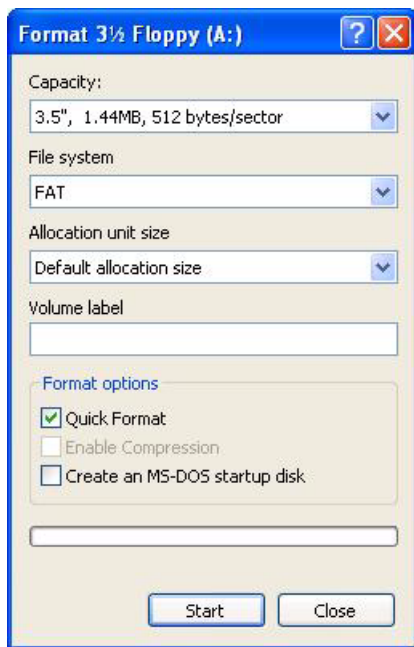 Format 3½ Floppy (A:)
Capacity:
3.5", 1.44MB, 512 bytes/sector
File system
FAT
Allocation unit size
Default allocation size
Volume label
Format options
Quick Format
Enable Compression
Create an MS-DOS startup disk
Start Close